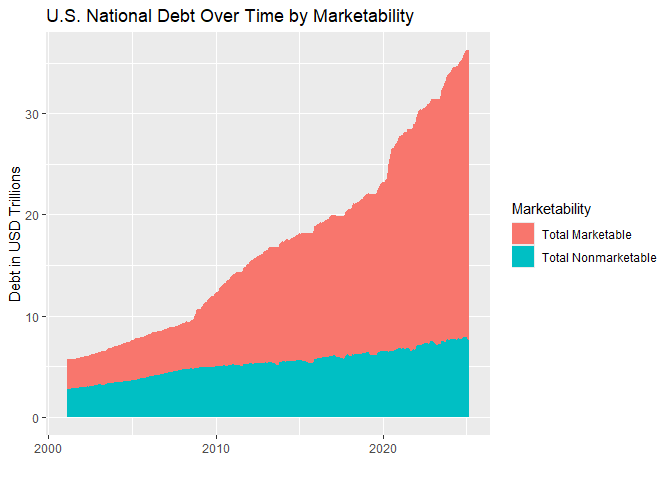 U.S. National Debt Over Time by Marketability
Debt in USD Trillions
30
20
10
0
2000
2010
2020
Marketability
Total Marketable
Total Nonmarketable